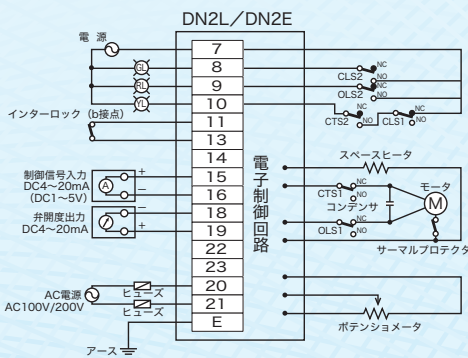 DN2L／DN2E
電 源
7
GL
8
RL
9
YL
10
インターロック（b接点）
11
13
14
制御信号入力
DC4～20mA
(DC1～5V)
A
+
−
15
16
弁開度出力
DC4～20mA
−
+
18
19
22
23
AC電源
AC100V/200V
ヒューズ
ヒューズ
20
21
アース
E
電子制御回路
CLS2
NC
NO
OLS2
NC
NO
CTS2
NC
NO
CLS1
NC
NO
スペースヒータ
CTS1
NC
NO
コンデンサ
モータ
M
OLS1
NC
NO
サーマルプロテクタ
ポテンショメータ